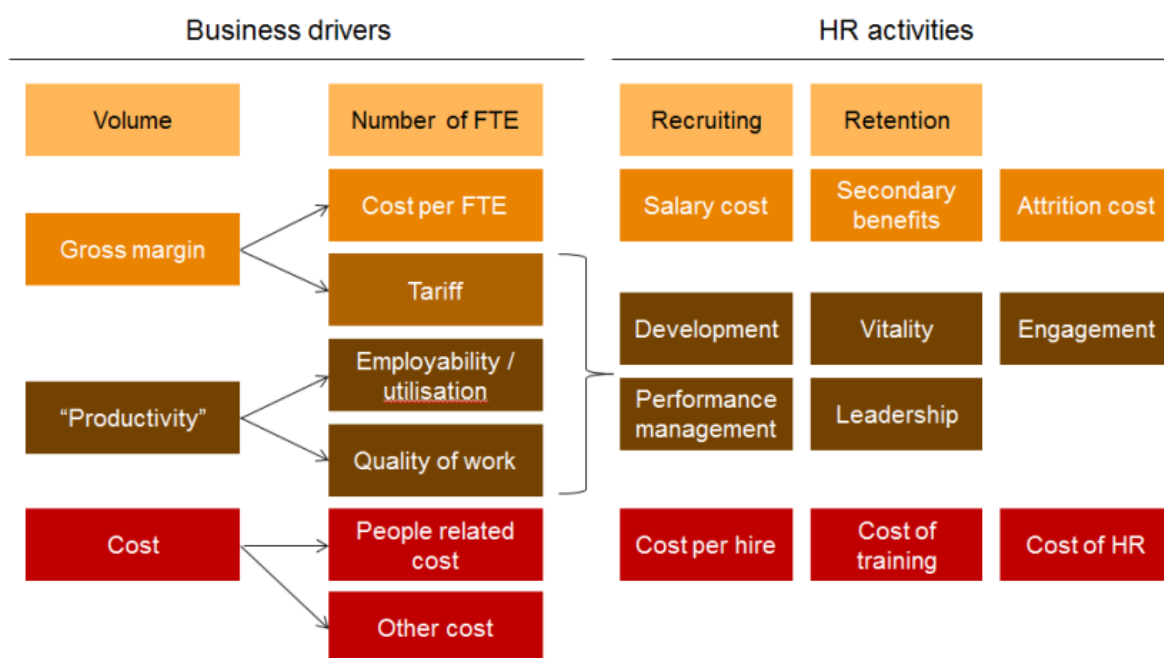 Business drivers
HR activities
Volume
Number of FTE
Recruiting
Retention
Gross margin
Cost per FTE
Salary cost
Secondary
benefits
Attrition cost
Tariff
Development
Vitality
Engagement
"Productivity"
Employability /
utilisation
Performance
management
Leadership
Quality of work
Cost
People related
cost
Cost per hire
Cost of
training
Cost of HR
Other cost